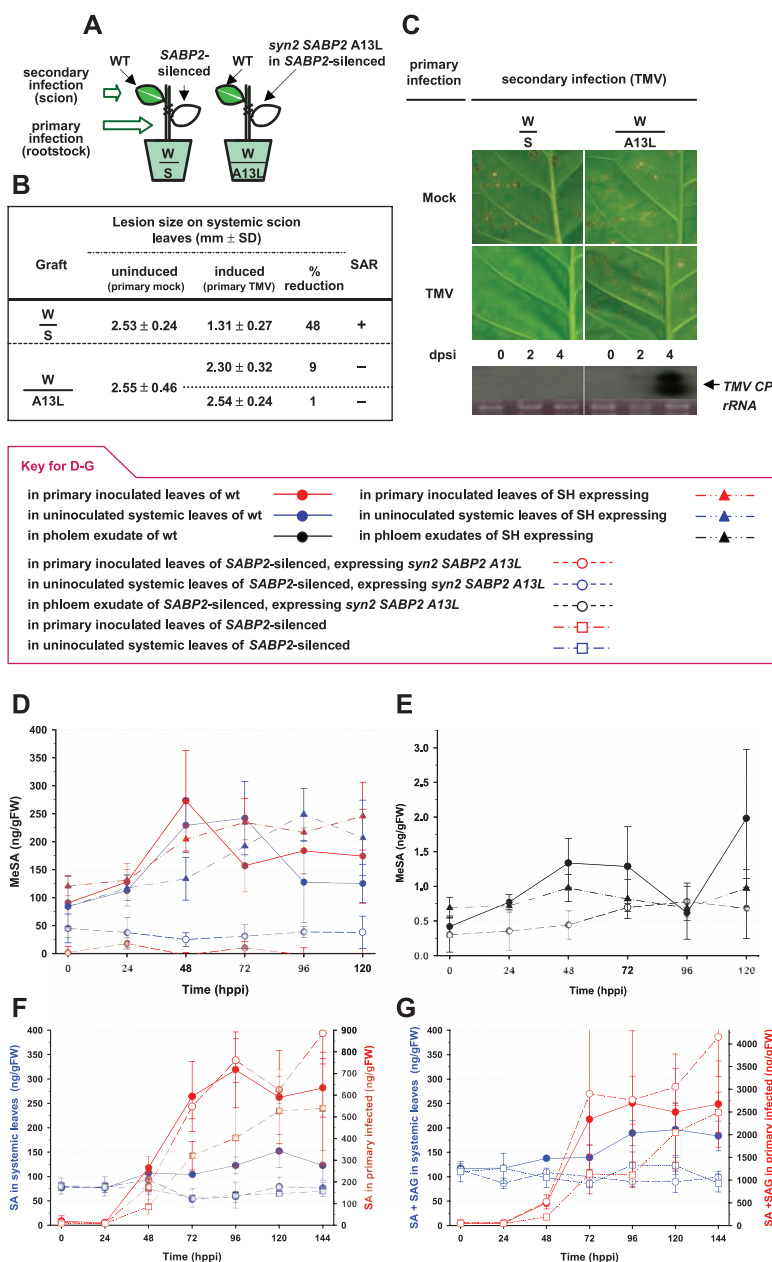 A
WT
SABP2-
silenced
WT
syn2 SABP2 A13L
in SABP2-silenced
secondary
infection
(scion)
primary
infection
(rootstock)
W
S
W
A13L
B
Lesion size on systemic scion
leaves (mm ± SD)
Graft
uninduced
(primary mock)
induced
(primary TMV)
%
reduction
SAR
W
S
2.53 ± 0.24
1.31 ± 0.27
48
+
W
A13L
2.55 ± 0.46
2.30 ± 0.32
9
–
2.54 ± 0.24
1
–
C
primary
infection
secondary infection (TMV)
W
S
W
A13L
Mock
TMV
dpsi 0 2 4 0 2 4
TMV CP
rRNA
Key for D-G
in primary inoculated leaves of wt
in uninoculated systemic leaves of wt
in pholem exudate of wt
in primary inoculated leaves of SH expressing
in uninoculated systemic leaves of SH expressing
in phloem exudates of SH expressing
in primary inoculated leaves of SABP2-silenced, expressing syn2 SABP2 A13L
in uninoculated systemic leaves of SABP2-silenced, expressing syn2 SABP2 A13L
in phloem exudate of SABP2-silenced, expressing syn2 SABP2 A13L
in primary inoculated leaves of SABP2-silenced
in uninoculated systemic leaves of SABP2-silenced
D
MeSA (ng/gFW)
400
350
300
250
200
150
100
50
0
0 24 48 72 96 120
Time (hppi)
E
MeSA (ng/gFW)
3.0
2.5
2.0
1.5
1.0
0.5
0.0
0 24 48 72 96 120
Time (hppi)
F
SA in systemic leaves (ng/gFW)
400
350
300
250
200
150
100
50
0
900
800
700
600
500
400
300
200
100
0
SA in primary infected (ng/gFW)
0 24 48 72 96 120 144
Time (hppi)
G
SA + SAG in systemic leaves (ng/gFW)
400
350
300
250
200
150
100
50
0
4000
3500
3000
2500
2000
1500
1000
500
0
SA +SAG in primary infected (ng/gFW)
0 24 48 72 96 120 144
Time (hppi)